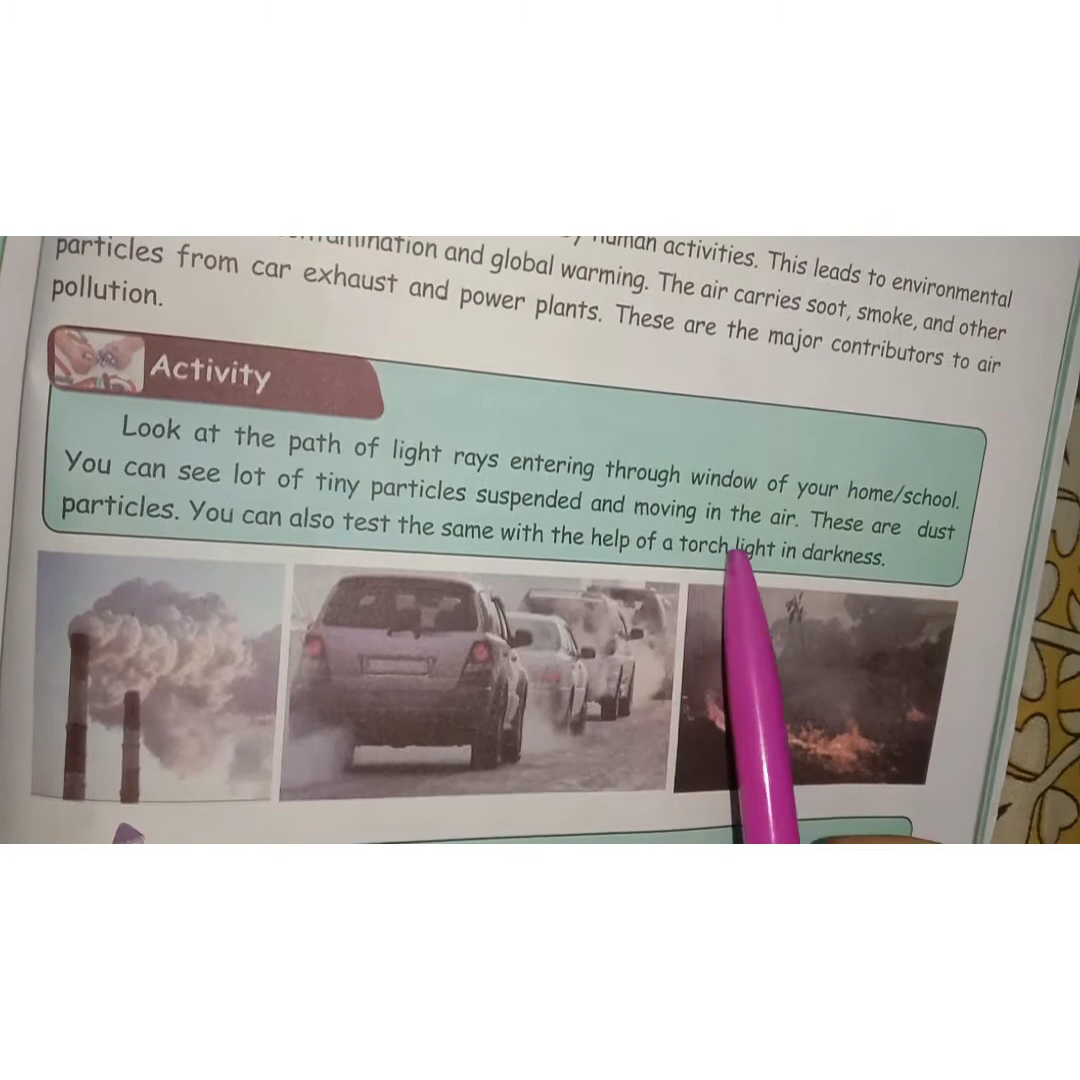 human activities. This leads to environmental
and global warming. The air carries soot, smoke, and other
particles from car exhaust and power plants. These are the major contributors to air
pollution.
Activity
Look at the path of light rays entering through window of your home/school.
You can see lot of tiny particles suspended and moving in the air. These are dust
particles. You can also test the same with the help of a torch light in darkness.